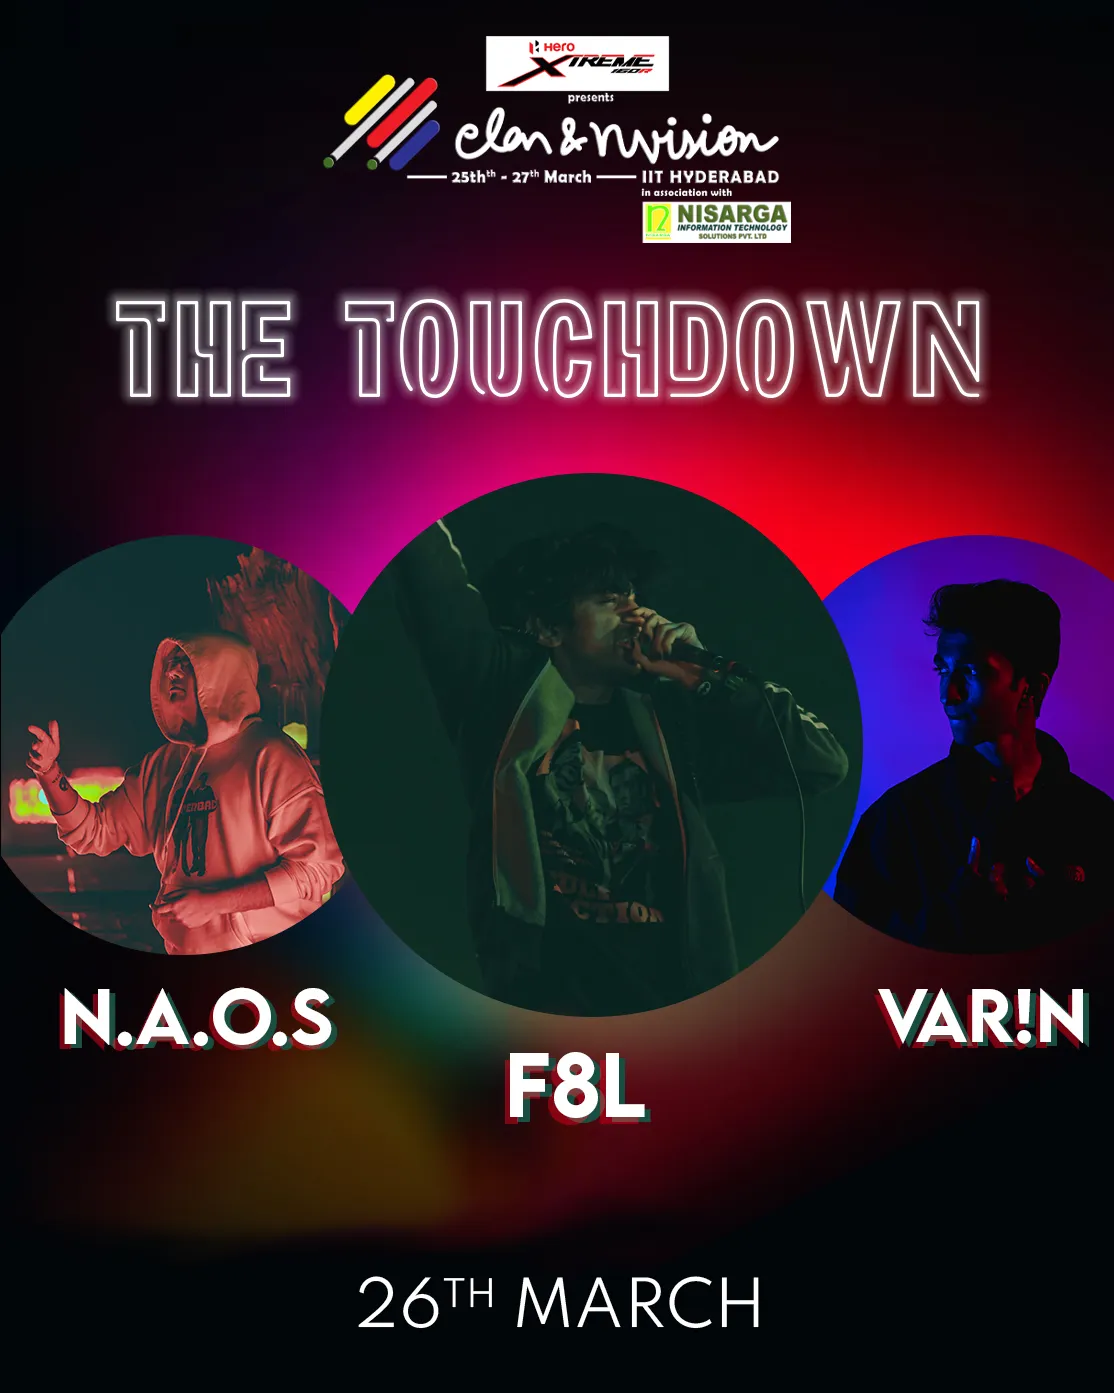 Hero
XTREME
160R
presents
elan & nvision
25thth - 27th March
IIT HYDERABAD
in association with
NISARGA
INFORMATION TECHNOLOGY
SOLUTIONS PVT. LTD
THE TOUCHDOWN
N.A.O.S
F8L
VAR!N
26TH MARCH